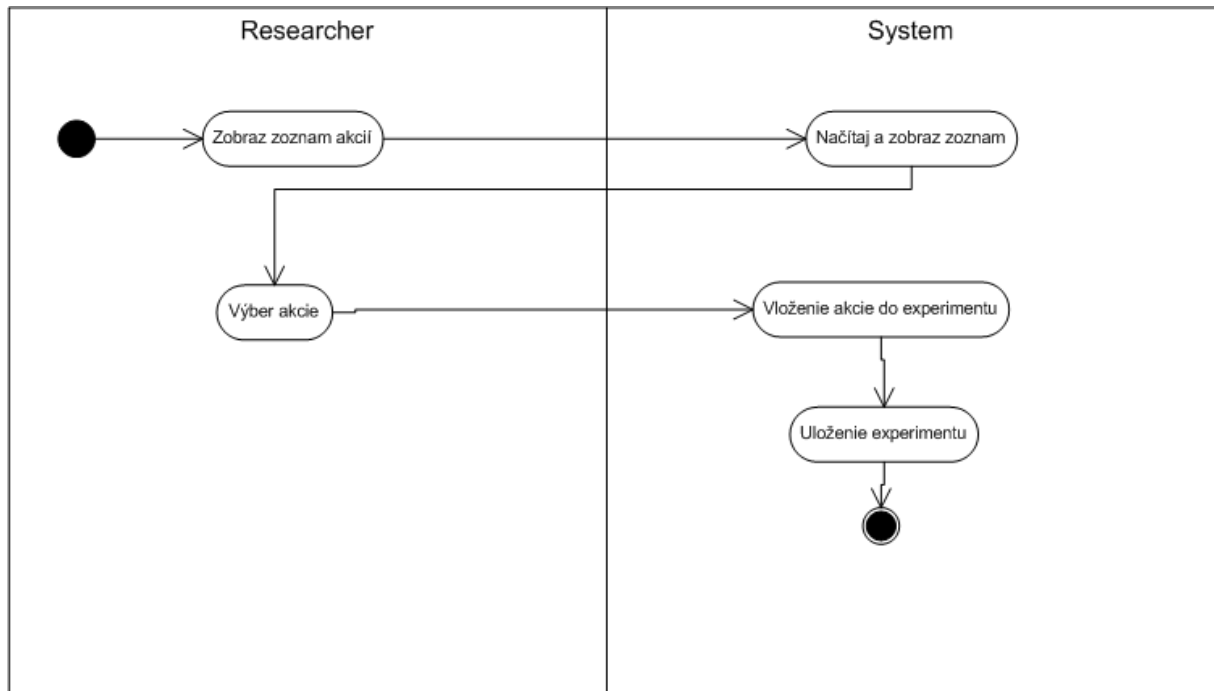 Researcher
System
Zobraz zoznam akcií
Načítaj a zobraz zoznam
Výber akcie
Vloženie akcie do experimentu
Uloženie experimentu